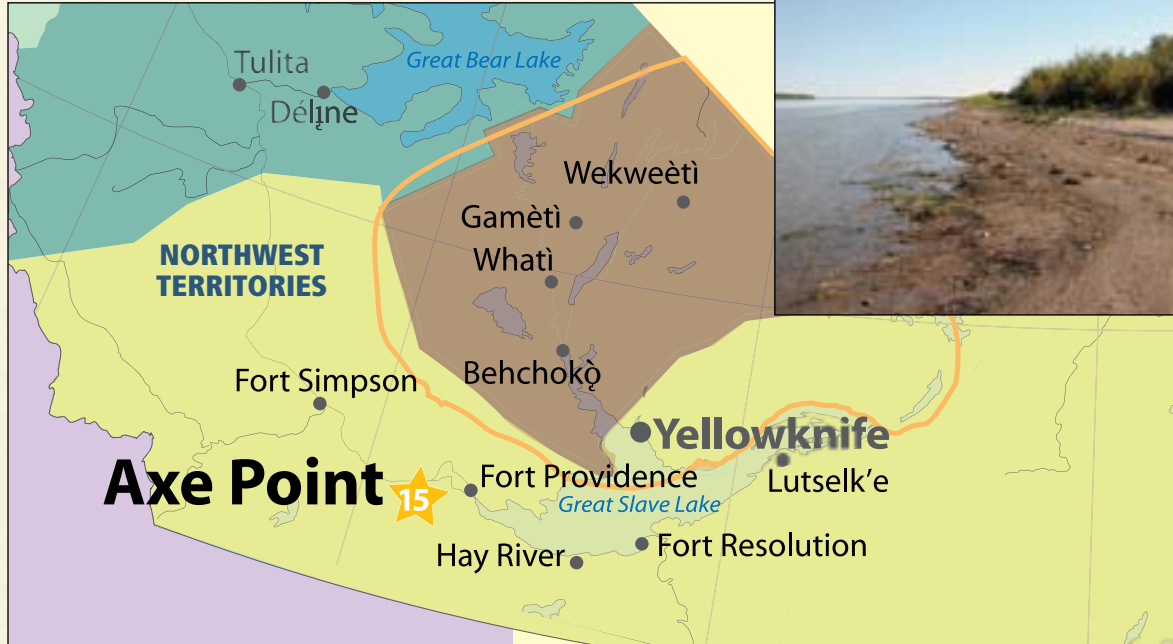 Tulita
Great Bear Lake
Délı̨ne
Wekweètì
Gamètì
Whatì
NORTHWEST
TERRITORIES
Behchokǫ̀
Fort Simpson
Yellowknife
Axe Point
15
Fort Providence
Lutselk'e
Great Slave Lake
Hay River
Fort Resolution